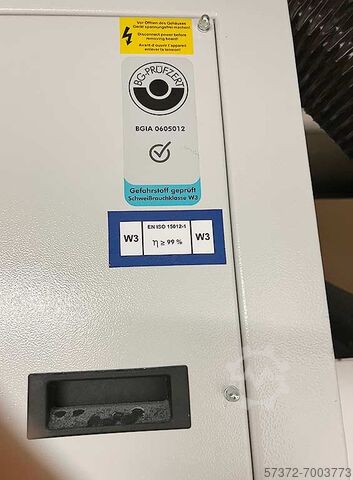 Vor Öffnen des Gehäuses
Gerät spannungsfrei machen!
Disconnect power before
removing board!
Avant d'ouvrir l'appareil
enlever la tension!
BG-PRÜFZERT
BGIA 0605012
Gefahrstoff geprüft
Schweißrauchklasse W3
EN ISO 15012-1
W3
η ≥ 99 %
W3
57372-7003773